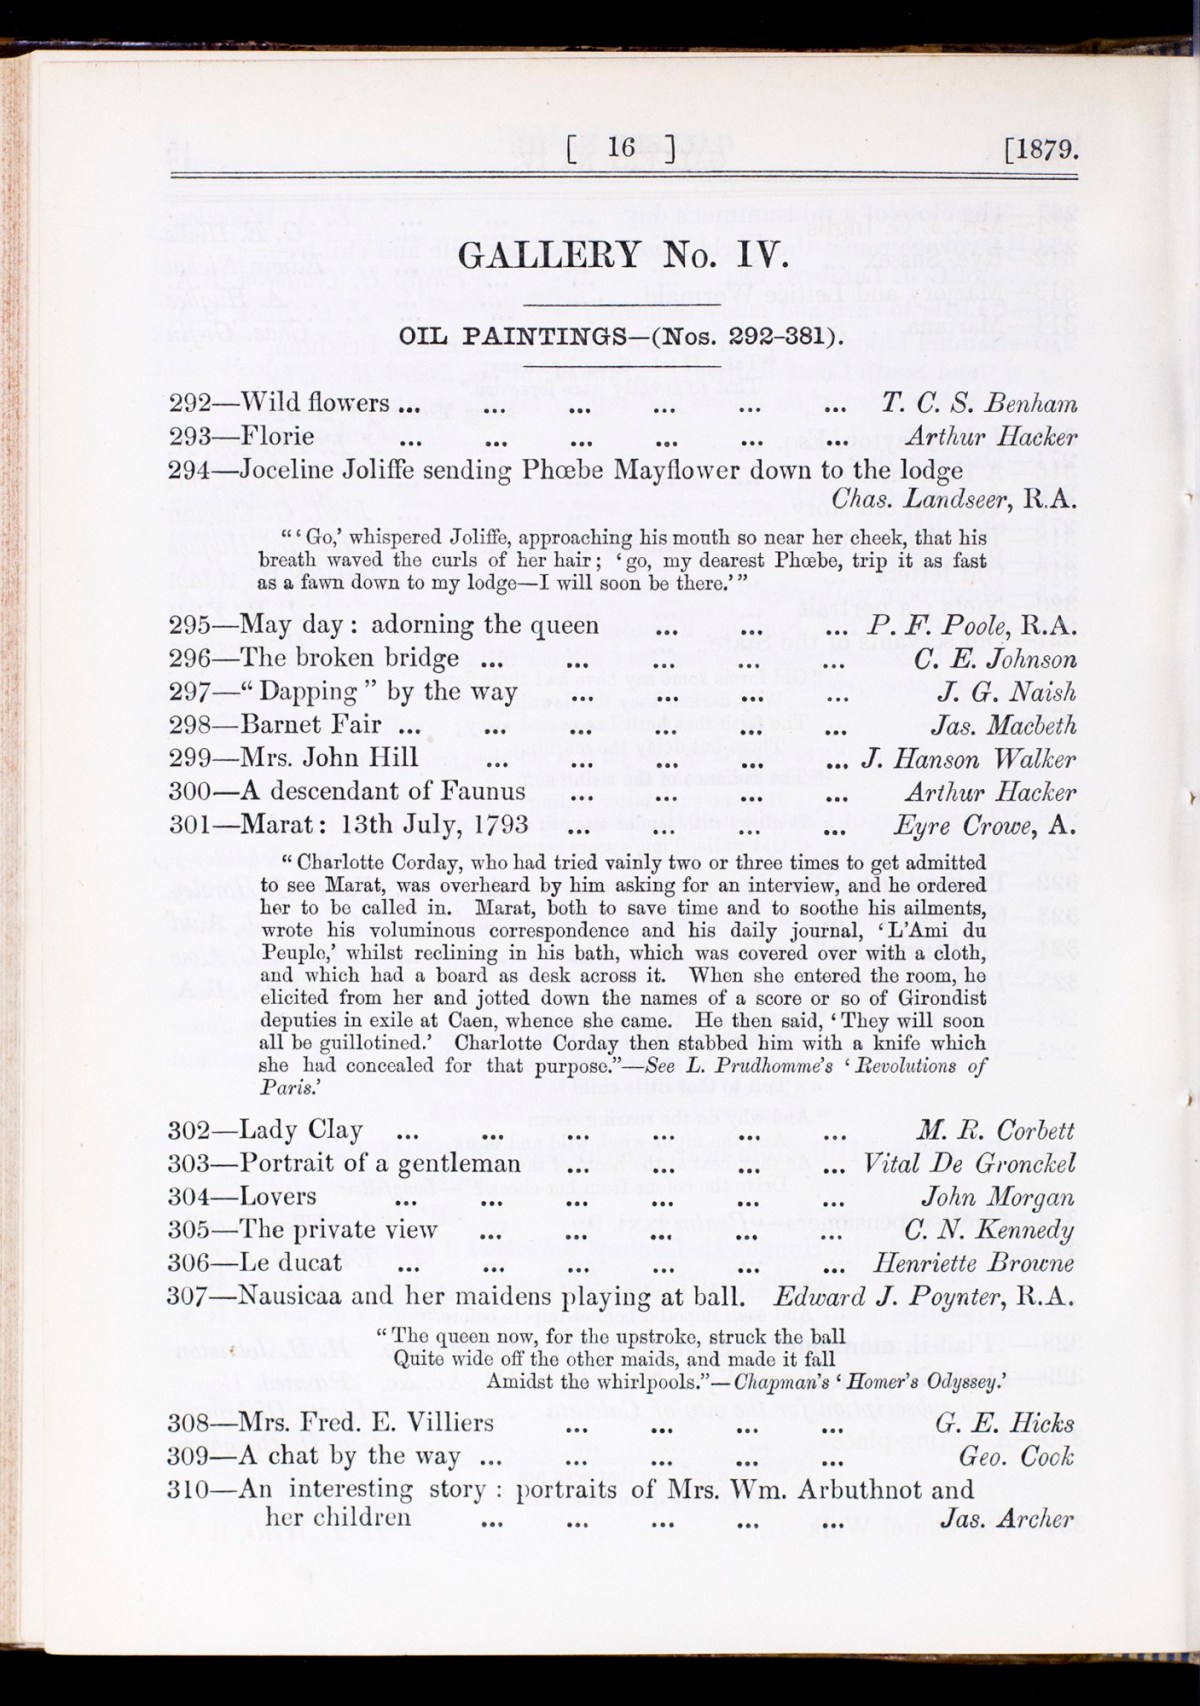 [ 16 ] [1879.
GALLERY No. IV.
OIL PAINTINGS—(Nos. 292-381).
292—Wild flowers ... ... ... ... ... ... T. C. S. Benham
293—Florie ... ... ... ... ... ... Arthur Hacker
294—Joceline Joliffe sending Phœbe Mayflower down to the lodge
Chas. Landseer, R.A.
“‘Go,’ whispered Joliffe, approaching his mouth so near her cheek, that his
breath waved the curls of her hair; ‘go, my dearest Phœbe, trip it as fast
as a fawn down to my lodge—I will soon be there.’”
295—May day: adorning the queen ... ... ... P. F. Poole, R.A.
296—The broken bridge ... ... ... ... ... C. E. Johnson
297—“Dapping” by the way ... ... ... ... J. G. Naish
298—Barnet Fair ... ... ... ... ... ... Jas. Macbeth
299—Mrs. John Hill ... ... ... ... ... J. Hanson Walker
300—A descendant of Faunus ... ... ... ... Arthur Hacker
301—Marat: 13th July, 1793 ... ... ... ... Eyre Crowe, A.
“Charlotte Corday, who had tried vainly two or three times to get admitted
to see Marat, was overheard by him asking for an interview, and he ordered
her to be called in. Marat, both to save time and to soothe his ailments,
wrote his voluminous correspondence and his daily journal, ‘L’Ami du
Peuple,’ whilst reclining in his bath, which was covered over with a cloth,
and which had a board as desk across it. When she entered the room, he
elicited from her and jotted down the names of a score or so of Girondist
deputies in exile at Caen, whence she came. He then said, ‘They will soon
all be guillotined.’ Charlotte Corday then stabbed him with a knife which
she had concealed for that purpose.”—See L. Prudhomme’s ‘Revolutions of
Paris.’
302—Lady Clay ... ... ... ... ... ... M. R. Corbett
303—Portrait of a gentleman ... ... ... ... Vital De Gronckel
304—Lovers ... ... ... ... ... ... John Morgan
305—The private view ... ... ... ... ... C. N. Kennedy
306—Le ducat ... ... ... ... ... ... Henriette Browne
307—Nausicaa and her maidens playing at ball. Edward J. Poynter, R.A.
“The queen now, for the upstroke, struck the ball
Quite wide off the other maids, and made it fall
Amidst the whirlpools.”—Chapman’s ‘Homer’s Odyssey.’
308—Mrs. Fred. E. Villiers ... ... ... ... G. E. Hicks
309—A chat by the way ... ... ... ... ... Geo. Cock
310—An interesting story: portraits of Mrs. Wm. Arbuthnot and
her children ... ... ... ... ... Jas. Archer